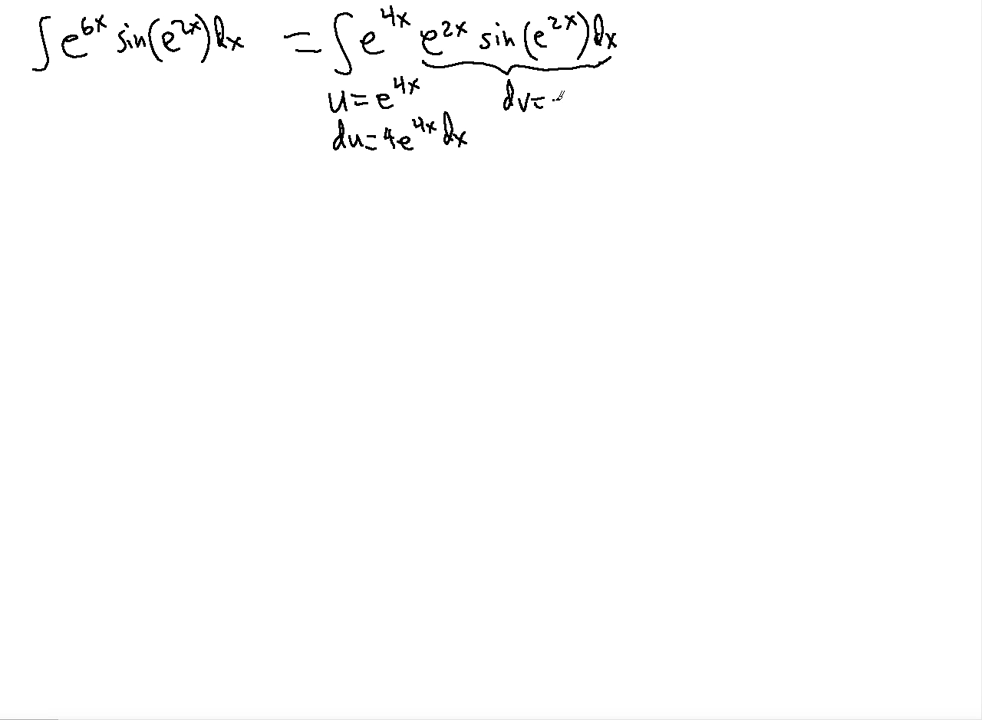 ∫e^{6x} sin(e^{2x})dx = ∫e^{4x} e^{2x} sin(e^{2x})dx
u=e^{4x} dv=
du=4e^{4x}dx